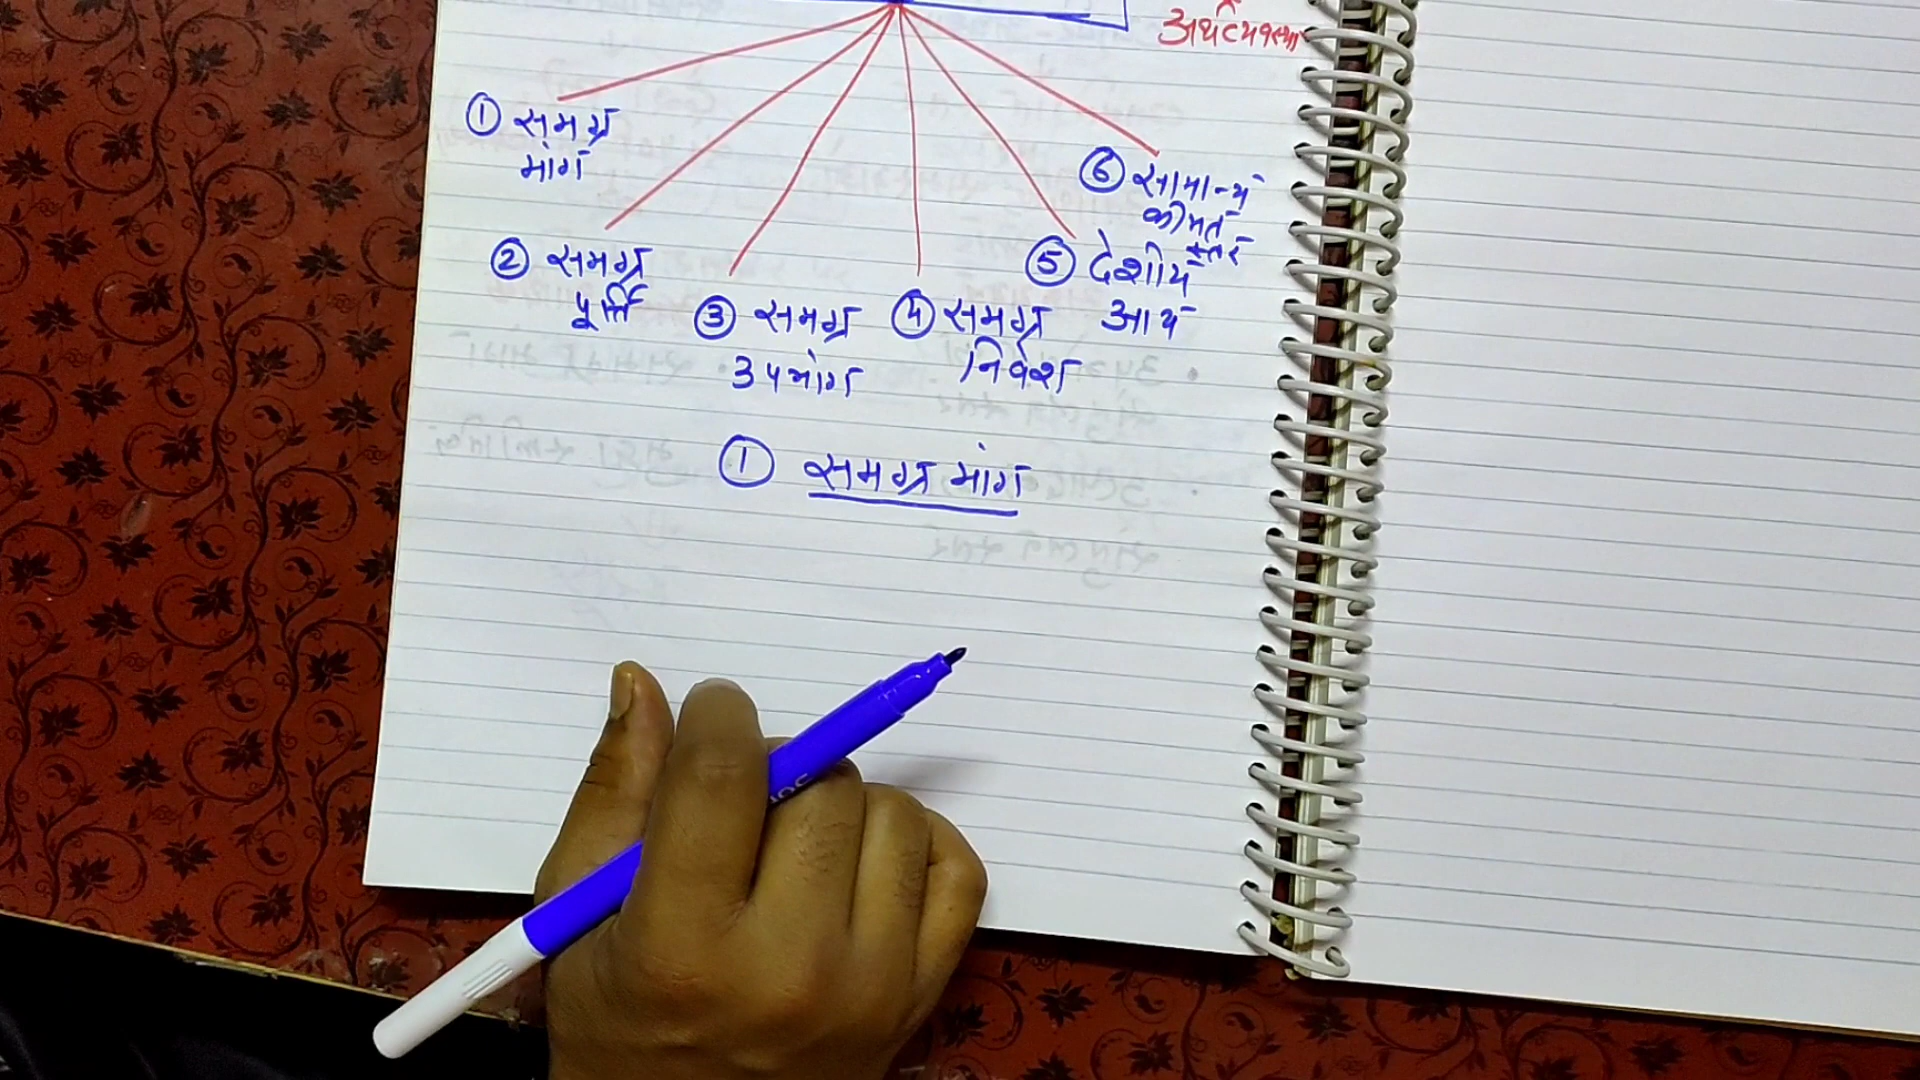 अर्थव्यवस्था
① समग्र
मांग
② समग्र
पूर्ति
③ समग्र
उपभोग
④ समग्र
निवेश
⑤ देशीय
आय
⑥ सामान्य
कीमत
स्तर
① समग्र मांग